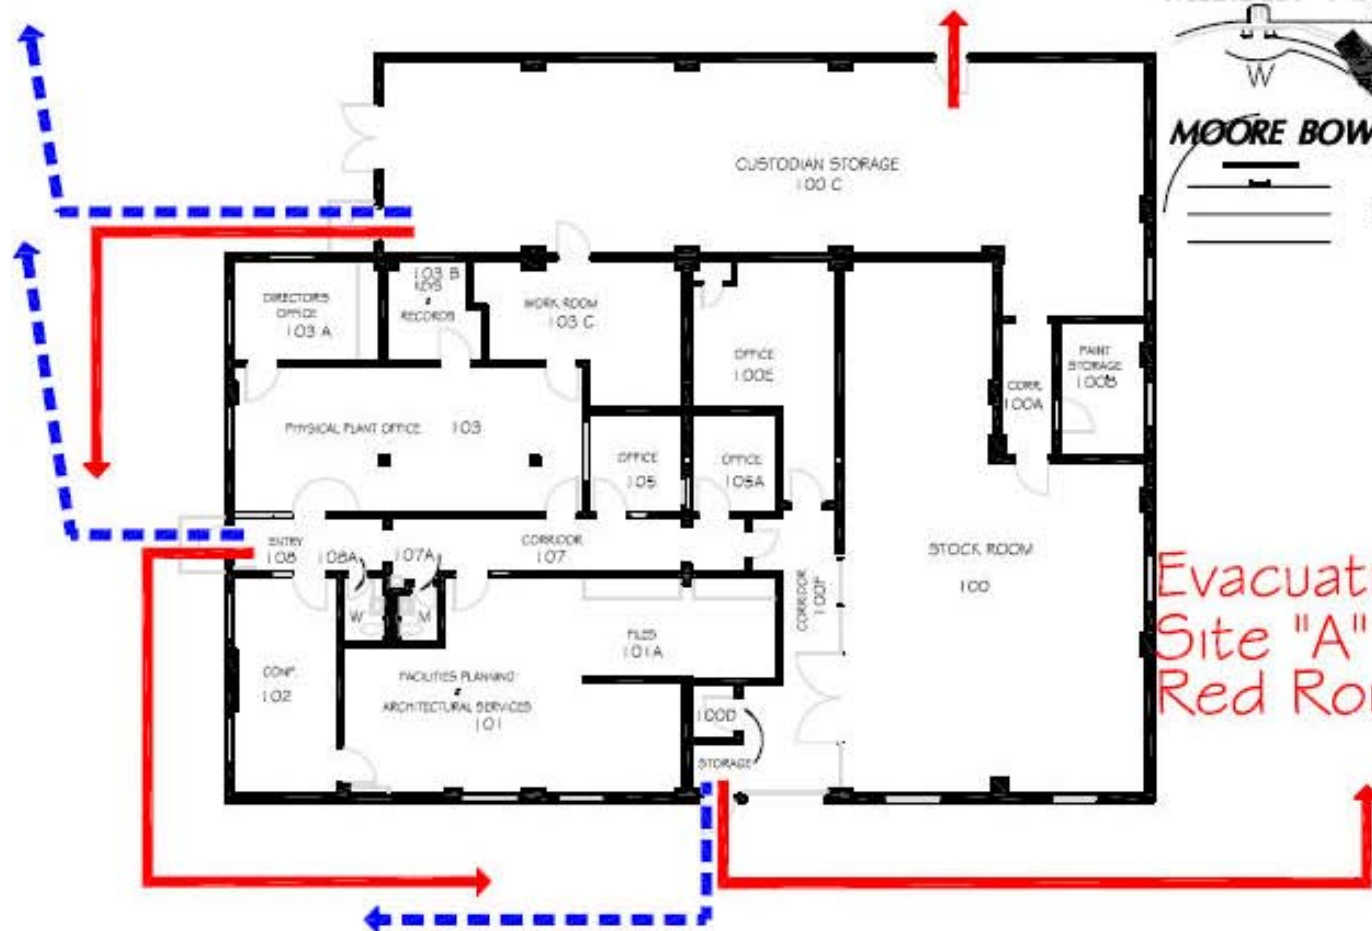 W
MOORE BOW
CUSTODIAN STORAGE
100 C
DIRECTORS
OFFICE
103 A
103 B
KEYS
&
RECORDS
WORK ROOM
103 C
OFFICE
100E
CORR.
100A
PAINT
STORAGE
100B
PHYSICAL PLANT OFFICE 103
OFFICE
105
OFFICE
105A
ENTRY
108
108A
107A
CORRIDOR
107
CORRIDOR
100F
STOCK ROOM
100
W
M
FILES
101A
CONF.
102
FACILITIES PLANNING
&
ARCHITECTURAL SERVICES
101
100D
STORAGE
Evacuat
Site "A"
Red Ro